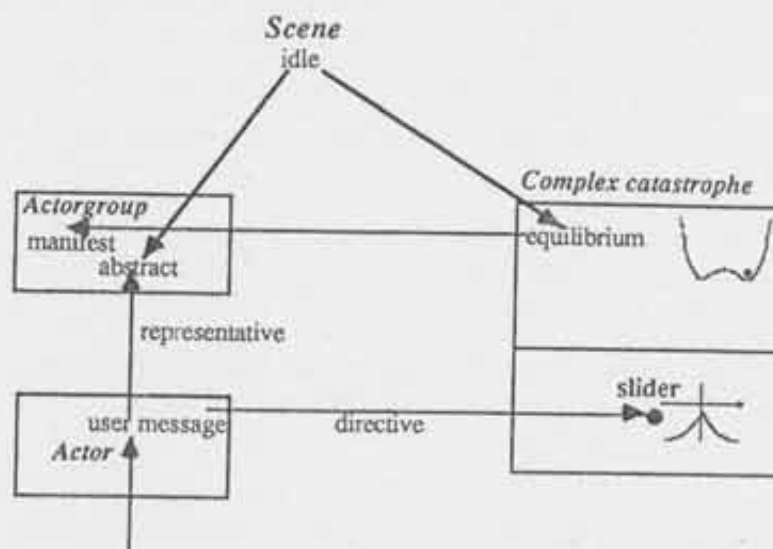 Scene
idle
Complex catastrophe
Actorgroup
manifest
equilibrium
abstract
representative
slider
user message
directive
Actor